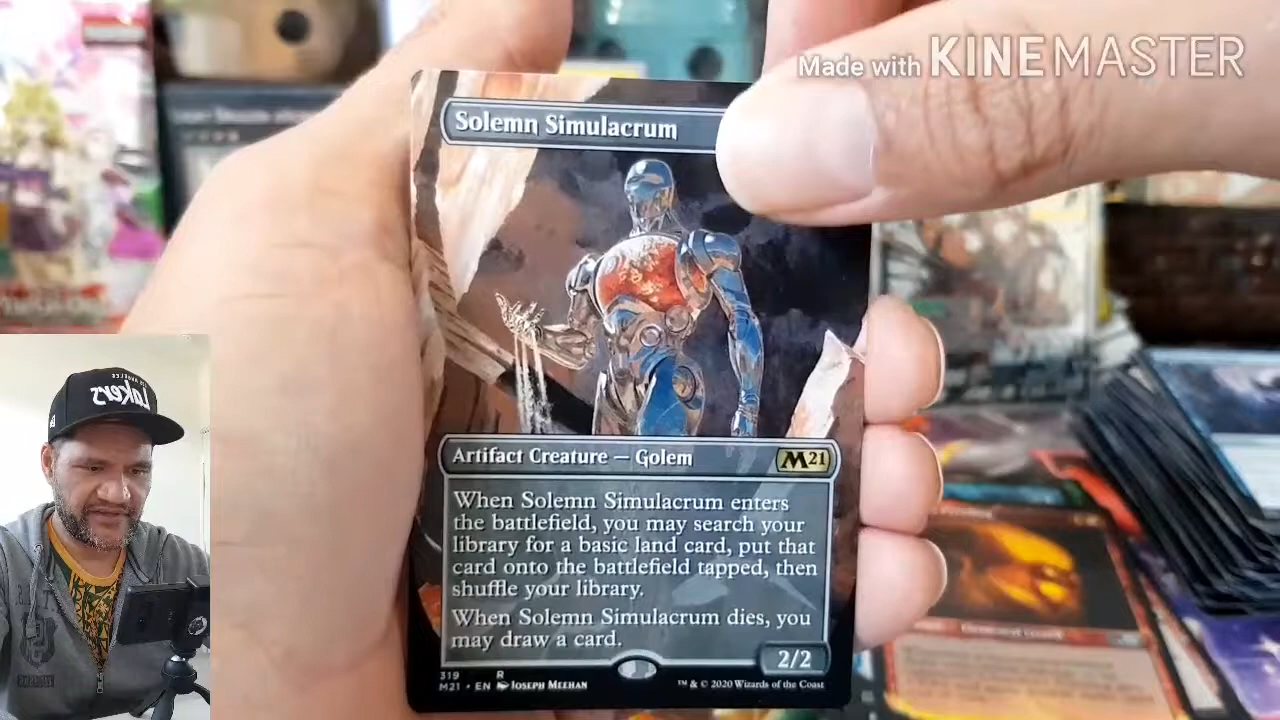 Made with KINEMASTER
Solemn Simulacrum
Lakers
Artifact Creature — Golem
M21
When Solemn Simulacrum enters
the battlefield, you may search your
library for a basic land card, put that
card onto the battlefield tapped, then
shuffle your library.
When Solemn Simulacrum dies, you
may draw a card.
2/2
319 R
M21 • EN Joseph Meehan
™ & © 2020 Wizards of the Coast